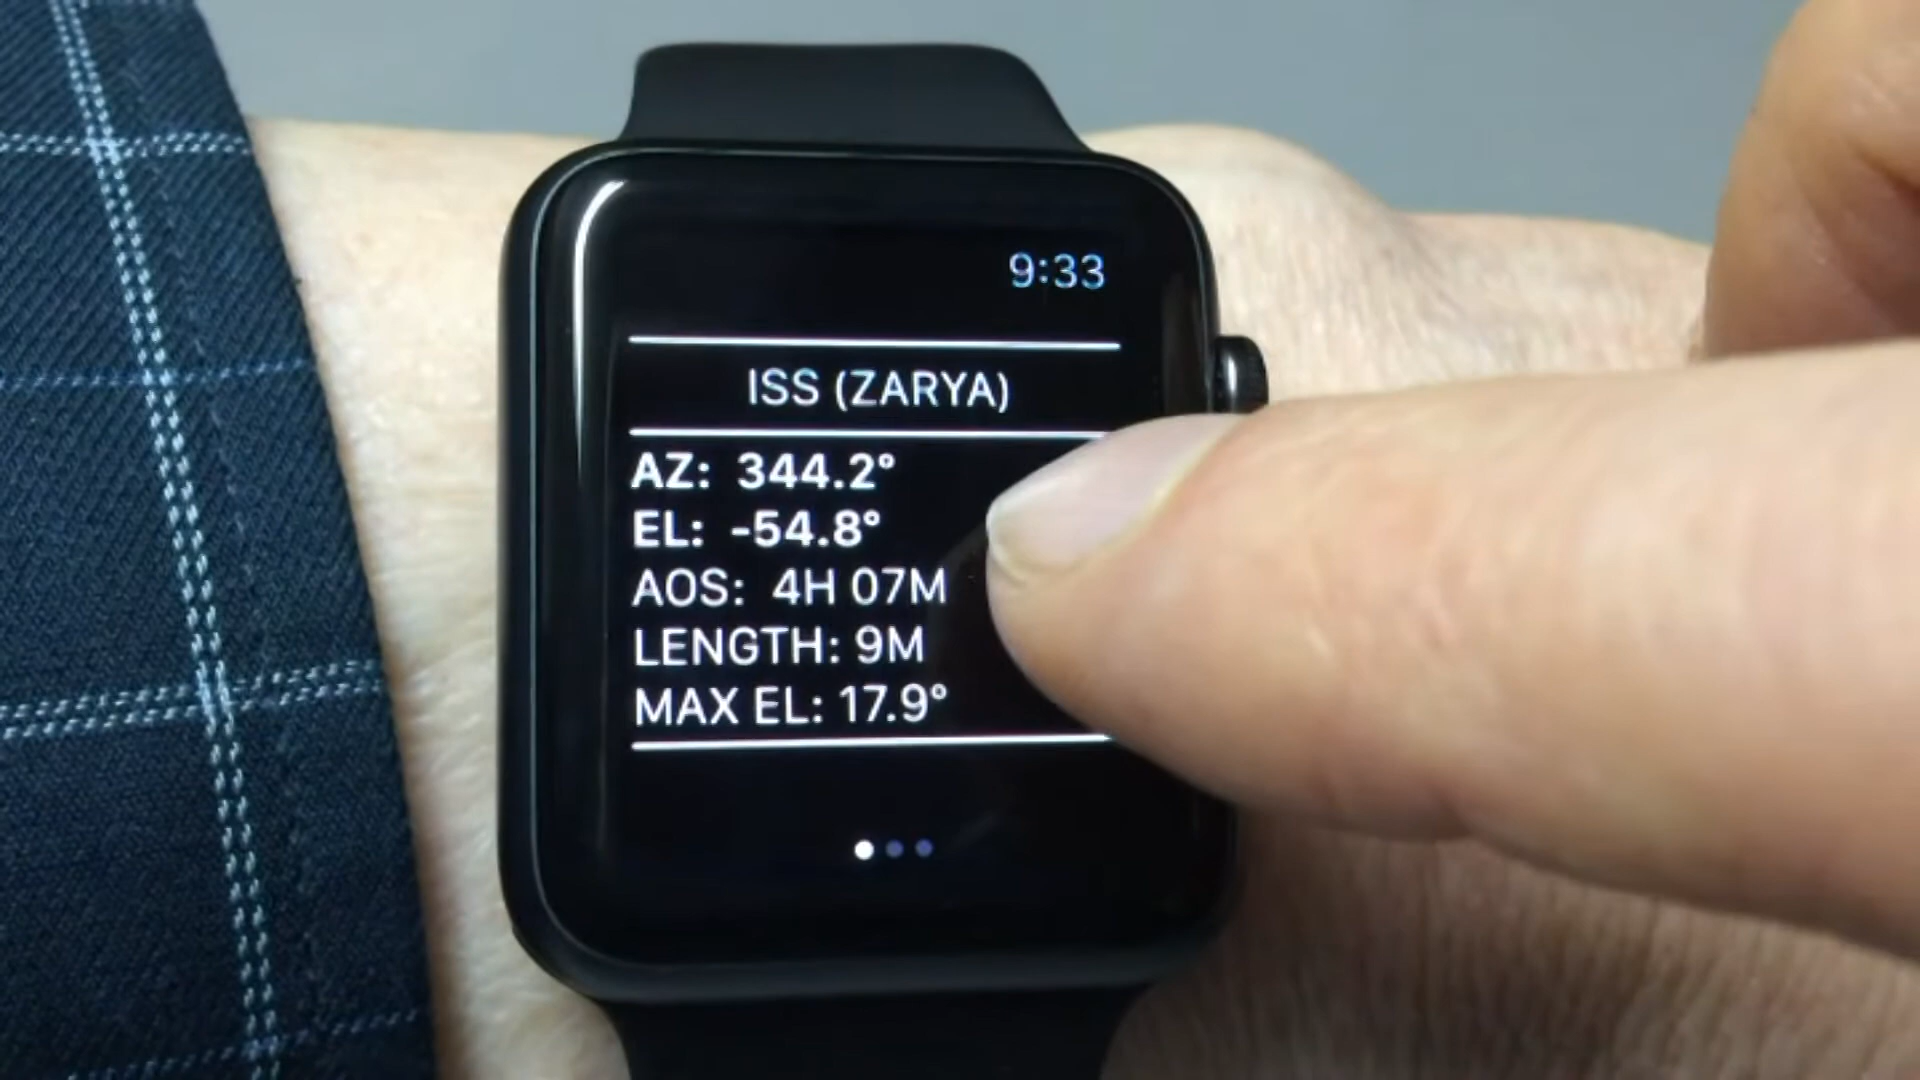 9:33
ISS (ZARYA)
AZ: 344.2°
EL: -54.8°
AOS: 4H 07M
LENGTH: 9M
MAX EL: 17.9°